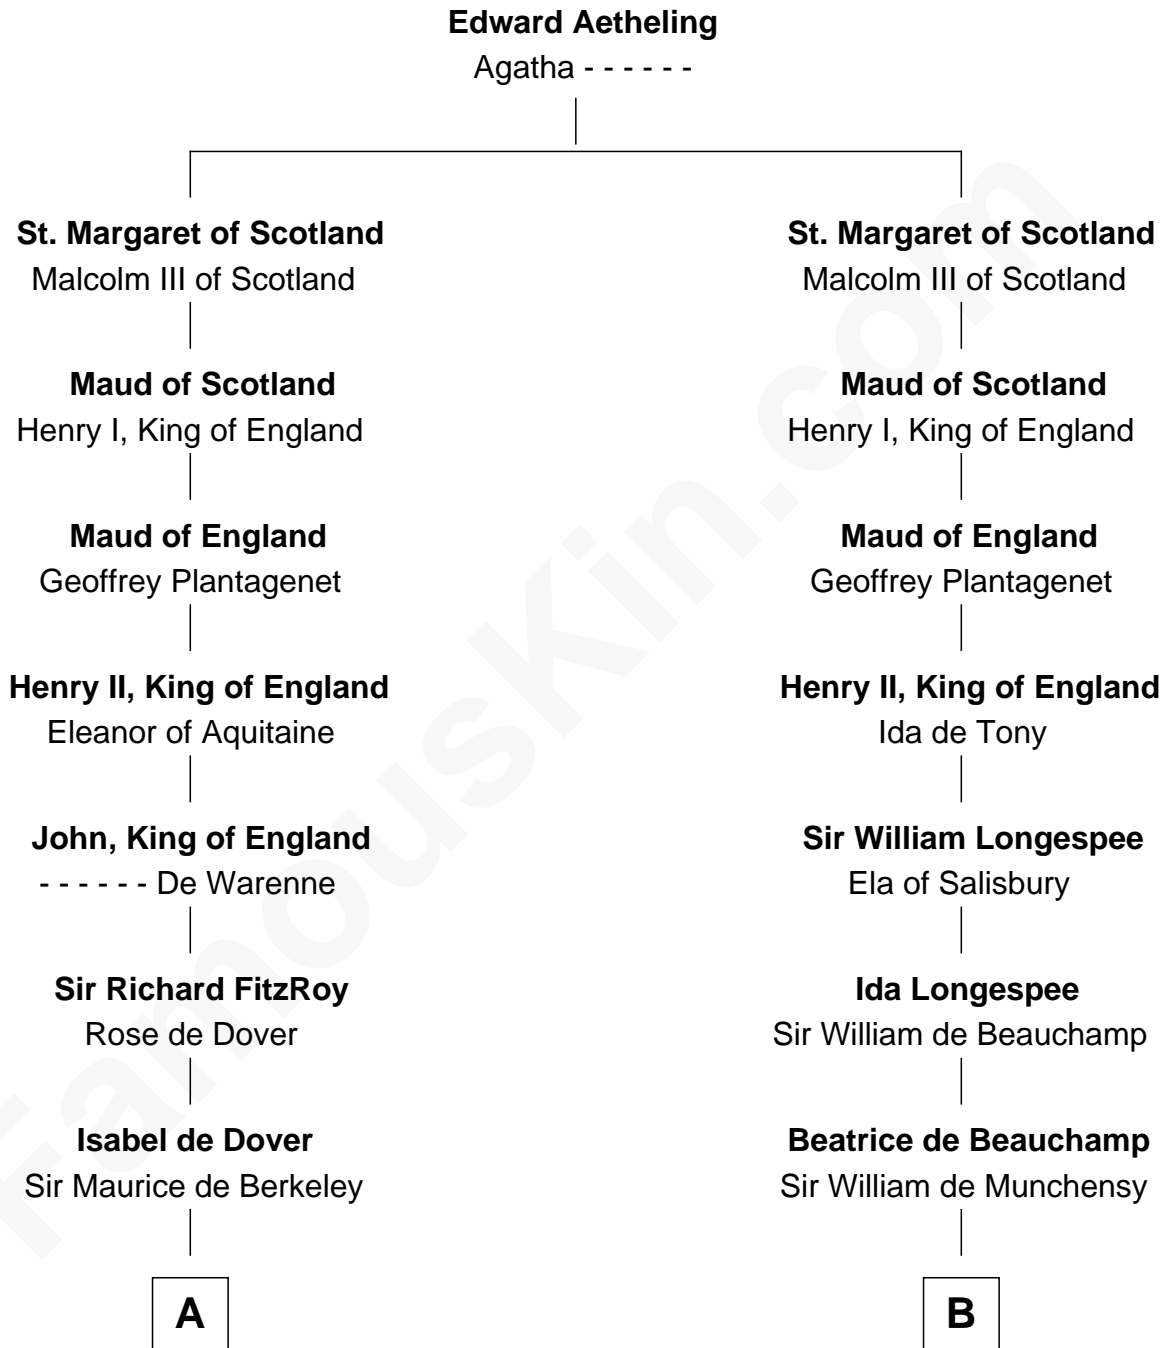 Edward Aetheling
Agatha - - - - - -
St. Margaret of Scotland
Malcolm III of Scotland
St. Margaret of Scotland
Malcolm III of Scotland
Maud of Scotland
Henry I, King of England
Maud of Scotland
Henry I, King of England
Maud of England
Geoffrey Plantagenet
Maud of England
Geoffrey Plantagenet
Henry II, King of England
Eleanor of Aquitaine
Henry II, King of England
Ida de Tony
John, King of England
- - - - - - De Warenne
Sir William Longespee
Ela of Salisbury
Sir Richard FitzRoy
Rose de Dover
Ida Longespee
Sir William de Beauchamp
Isabel de Dover
Sir Maurice de Berkeley
Beatrice de Beauchamp
Sir William de Munchensy
A
B
FamousKin.com